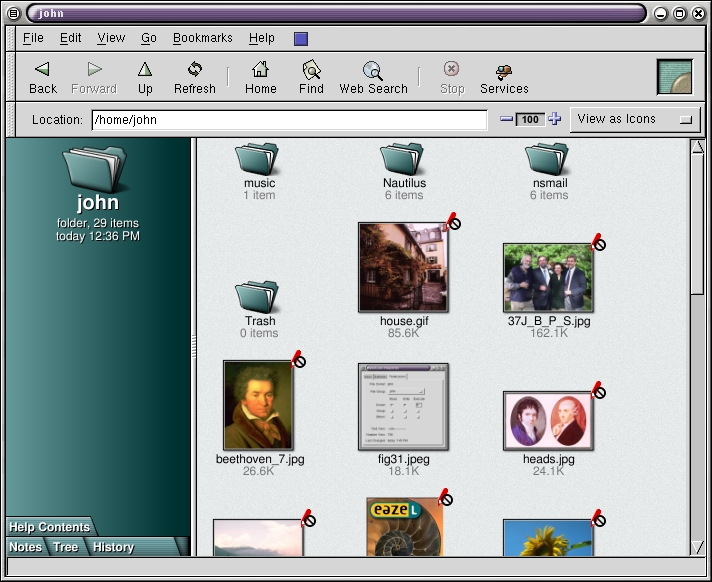 john
File Edit View Go Bookmarks Help
Back Forward Up Refresh Home Find Web Search Stop Services
Location: /home/john 100 View as Icons
john
folder, 29 items
today 12:36 PM
music Nautilus nsmail
1 item 6 items 6 items
Trash house.gif 37J_B_P_S.jpg
0 items 85.6K 162.1K
beethoven_7.jpg fig31.jpeg heads.jpg
26.6K 18.1K 24.1K
eazel
Help Contents
Notes Tree History